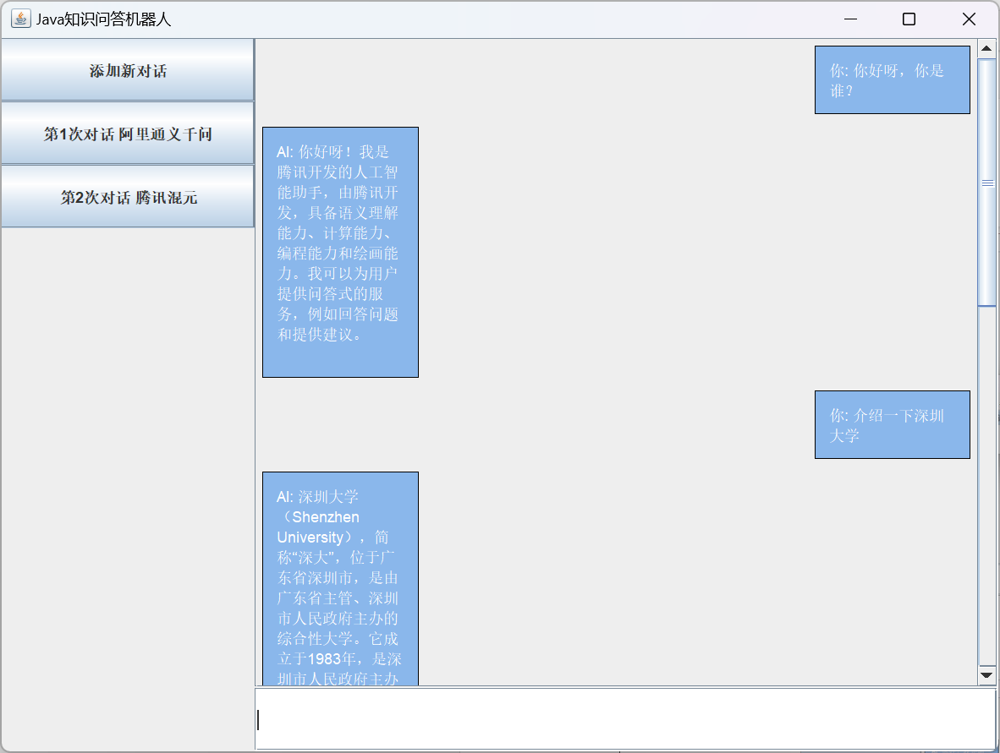 Java知识问答机器人
添加新对话
第1次对话 阿里通义千问
第2次对话 腾讯混元
你: 你好呀，你是
谁？
AI: 你好呀！我是
腾讯开发的人工智
能助手，由腾讯开
发，具备语义理解
能力、计算能力、
编程能力和绘画能
力。我可以为用户
提供问答式的服
务，例如回答问题
和提供建议。
你: 介绍一下深圳
大学
AI: 深圳大学
（Shenzhen
University），简
称“深大”，位于广
东省深圳市，是由
广东省主管、深圳
市人民政府主办的
综合性大学。它成
立于1983年，是深
圳市人民政府主办